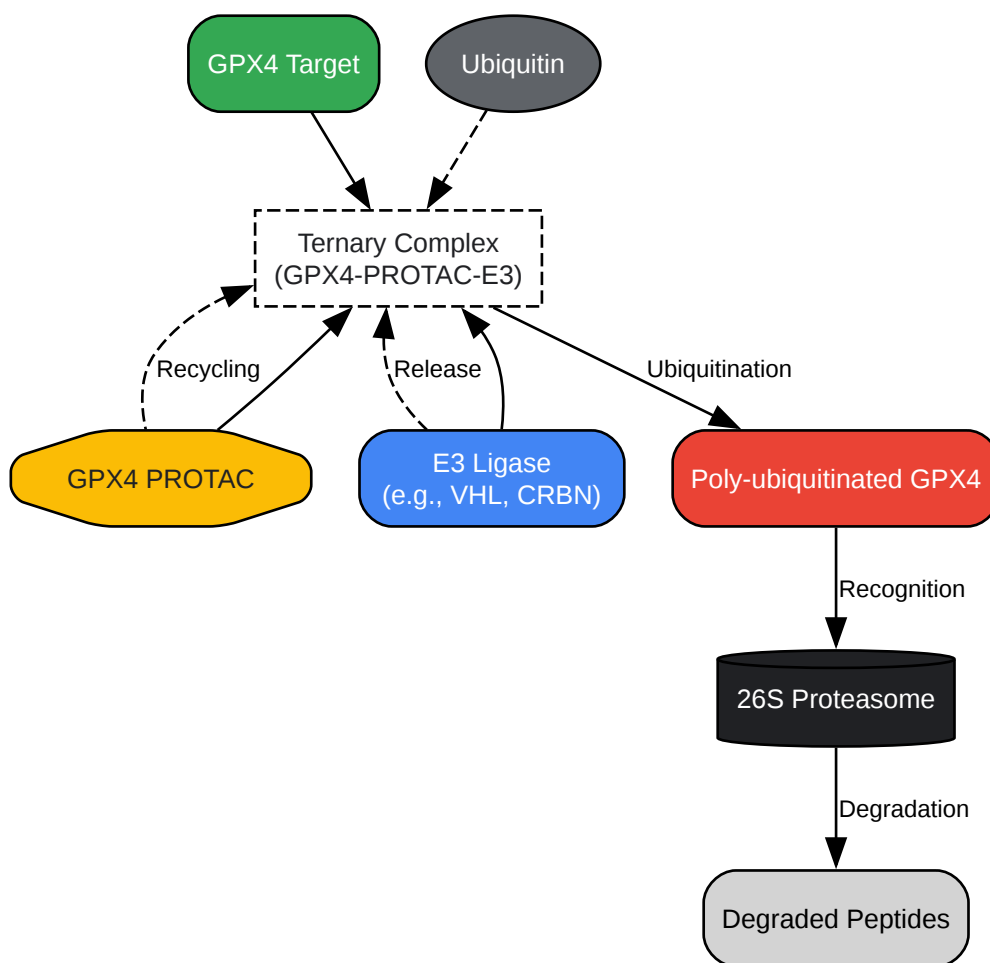 GPX4 Target
Ubiquitin
Ternary Complex
(GPX4-PROTAC-E3)
Recycling
Release
Ubiquitination
GPX4 PROTAC
E3 Ligase
(e.g., VHL, CRBN)
Poly-ubiquitinated GPX4
Recognition
26S Proteasome
Degradation
Degraded Peptides